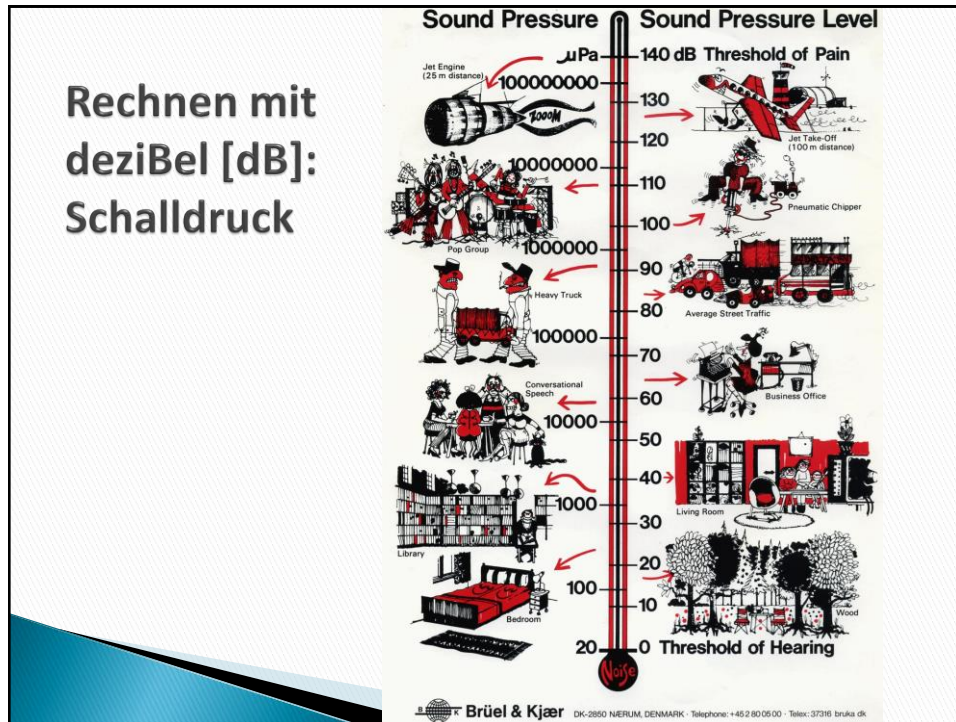 Rechnen mit
deziBel [dB]:
Schalldruck
Sound Pressure
Sound Pressure Level
µPa
140 dB Threshold of Pain
Jet Engine
(25 m distance)
100000000
130
Woooz
120
Jet Take-Off
(100 m distance)
10000000
110
Pneumatic Chipper
100
Pop Group
1000000
90
Heavy Truck
80
Average Street Traffic
100000
70
Conversational
Speech
60
Business Office
10000
50
40
1000
Living Room
30
Library
20
100
10
Wood
Bedroom
20
0 Threshold of Hearing
Noise
B K
Brüel & Kjær DK-2850 NÆRUM, DENMARK · Telephone: +45 2 80 05 00 · Telex: 37316 bruka dk